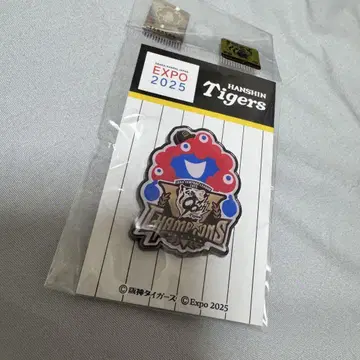 EXPO
2025
HANSHIN
Tigers
CHAMPIONS
©阪神タイガース ©Expo 2025